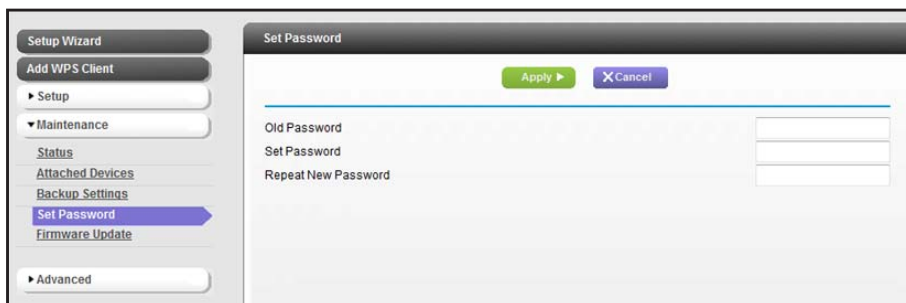 Setup Wizard
Add WPS Client
Setup
Maintenance
Status
Attached Devices
Backup Settings
Set Password
Firmware Update
Advanced
Set Password
Apply
X Cancel
Old Password
Set Password
Repeat New Password